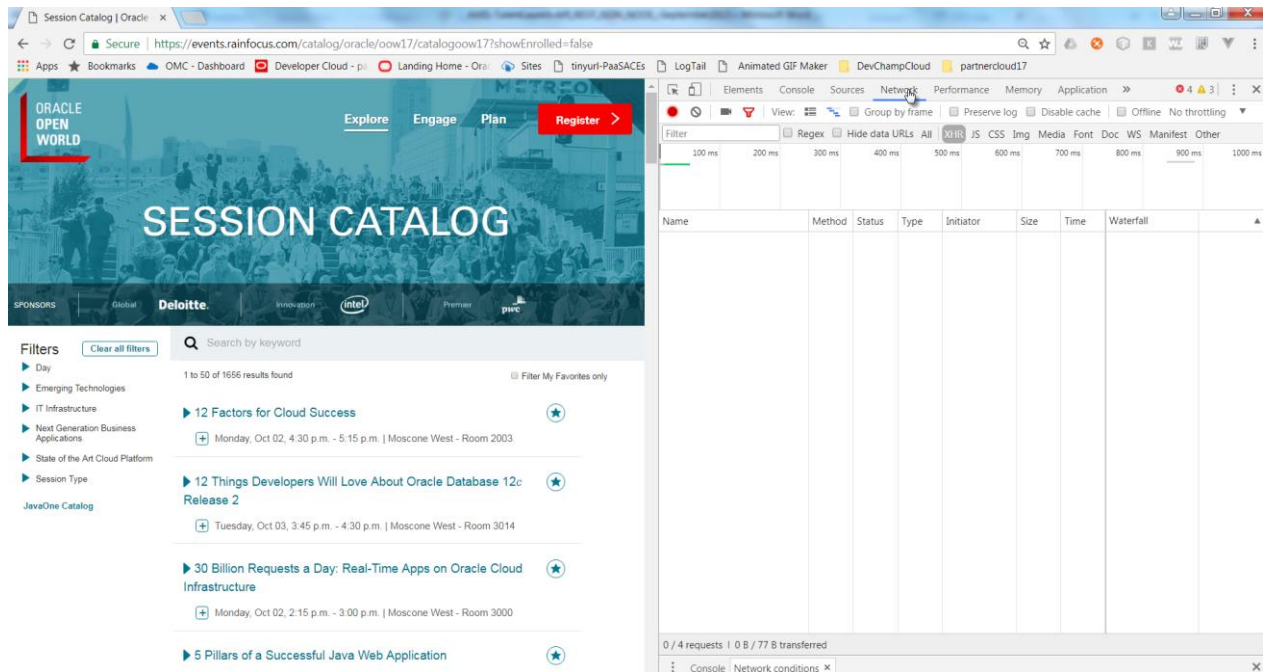 Session Catalog | Oracle ×
Secure | https://events.rainfocus.com/catalog/oracle/oow17/catalogoow17?showEnrolled=false
Apps Bookmarks OMC - Dashboard Developer Cloud - Landing Home - Ora Sites tinyurl-PaaSACEs LogTail Animated GIF Maker DevChampCloud partnercloud17
ORACLE
OPEN
WORLD
METREON
Explore Engage Plan Register >
SESSION CATALOG
SPONSORS Global Deloitte. Innovation intel Premier pwc
Filters Clear all filters
Day
Emerging Technologies
IT Infrastructure
Next Generation Business
Applications
State of the Art Cloud Platform
Session Type
JavaOne Catalog
Search by keyword
1 to 50 of 1656 results found Filter My Favorites only
12 Factors for Cloud Success
Monday, Oct 02, 4:30 p.m. - 5:15 p.m. | Moscone West - Room 2003
12 Things Developers Will Love About Oracle Database 12c
Release 2
Tuesday, Oct 03, 3:45 p.m. - 4:30 p.m. | Moscone West - Room 3014
30 Billion Requests a Day: Real-Time Apps on Oracle Cloud
Infrastructure
Monday, Oct 02, 2:15 p.m. - 3:00 p.m. | Moscone West - Room 3000
5 Pillars of a Successful Java Web Application
Elements Console Sources Network Performance Memory Application » 4 3 ×
View: Group by frame Preserve log Disable cache Offline No throttling
Filter Regex Hide data URLs All XHR JS CSS Img Media Font Doc WS Manifest Other
100 ms 200 ms 300 ms 400 ms 500 ms 600 ms 700 ms 800 ms 900 ms 1000 ms
Name Method Status Type Initiator Size Time Waterfall
0 / 4 requests | 0 B / 77 B transferred
Console Network conditions × ×